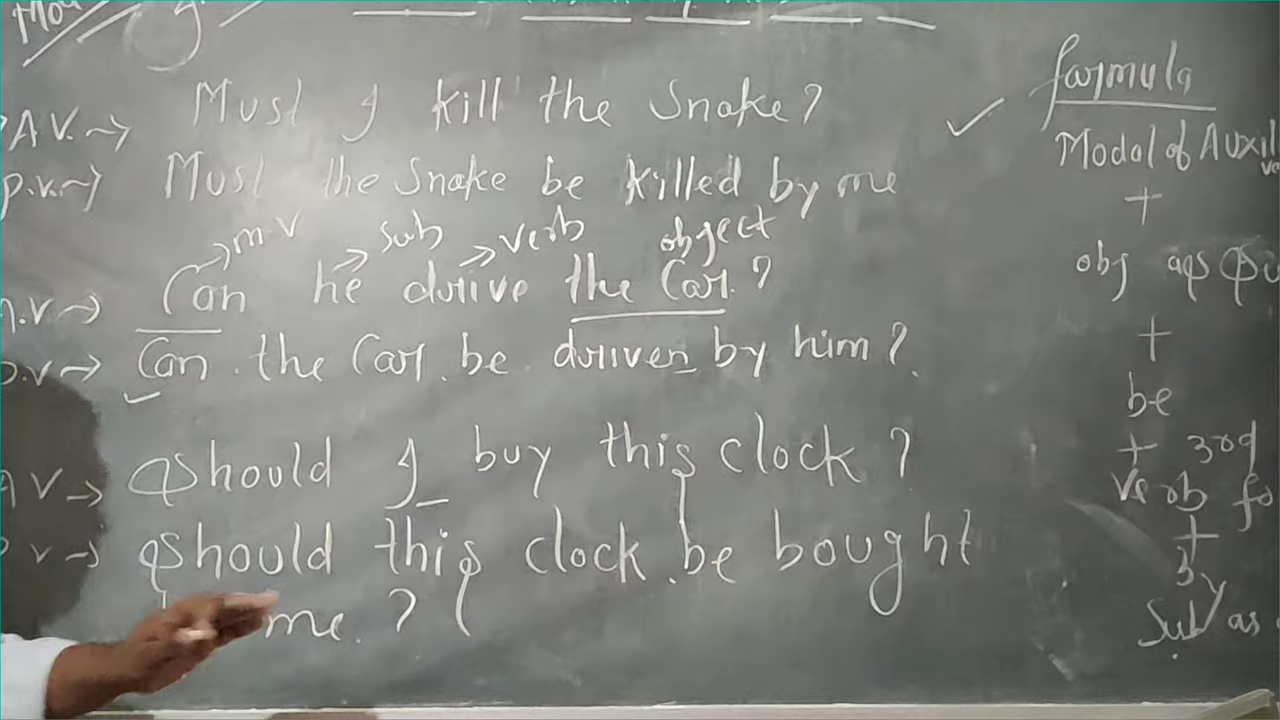 A V. → Must I kill the Snake?
p.v. → Must the Snake be killed by me
m.v sub verb object
A.v → Can he drive the Car.?
p.v → Can the Car be driven by him?
A V → Should I buy this clock?
P v → Should this clock be bought
me.?
formula
Modal of Auxil
+
obj as
+
be
+ 3rd
Verb fo
+
by
Sub as